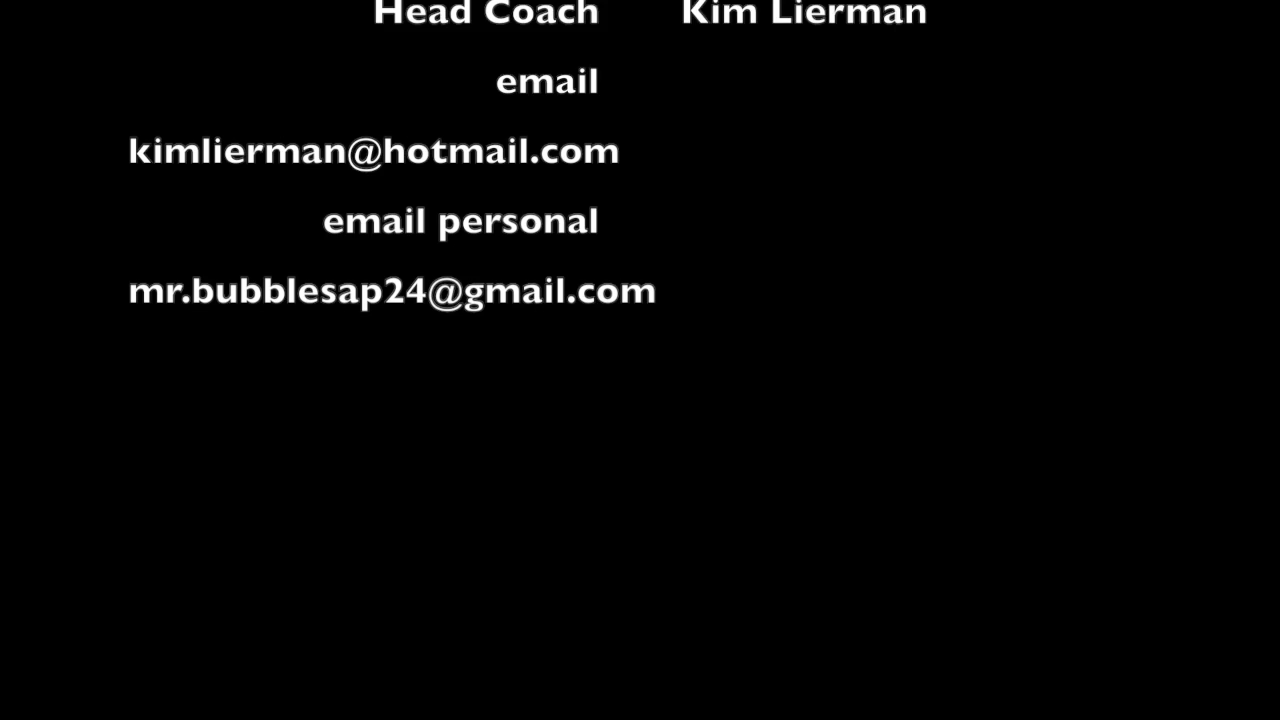 Head Coach Kim Lierman
email
kimlierman@hotmail.com
email personal
mr.bubblesap24@gmail.com